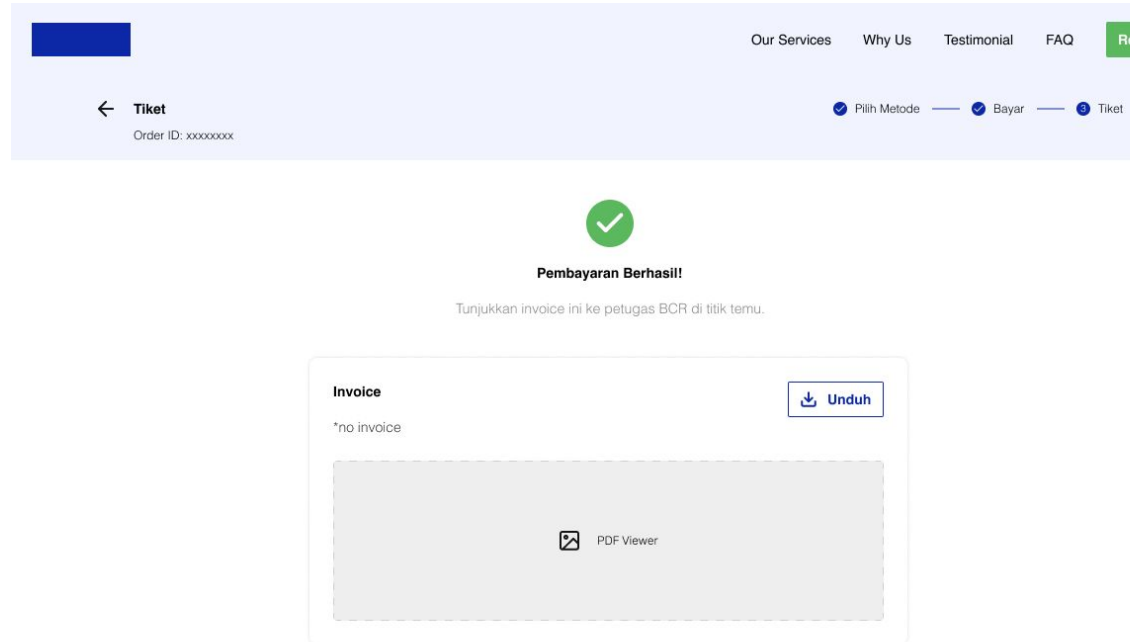 Our Services Why Us Testimonial FAQ
Tiket
Pilih Metode Bayar 3 Tiket
Order ID: xxxxxxxx
Pembayaran Berhasil!
Tunjukkan invoice ini ke petugas BCR di titik temu.
Invoice
Unduh
*no invoice
PDF Viewer